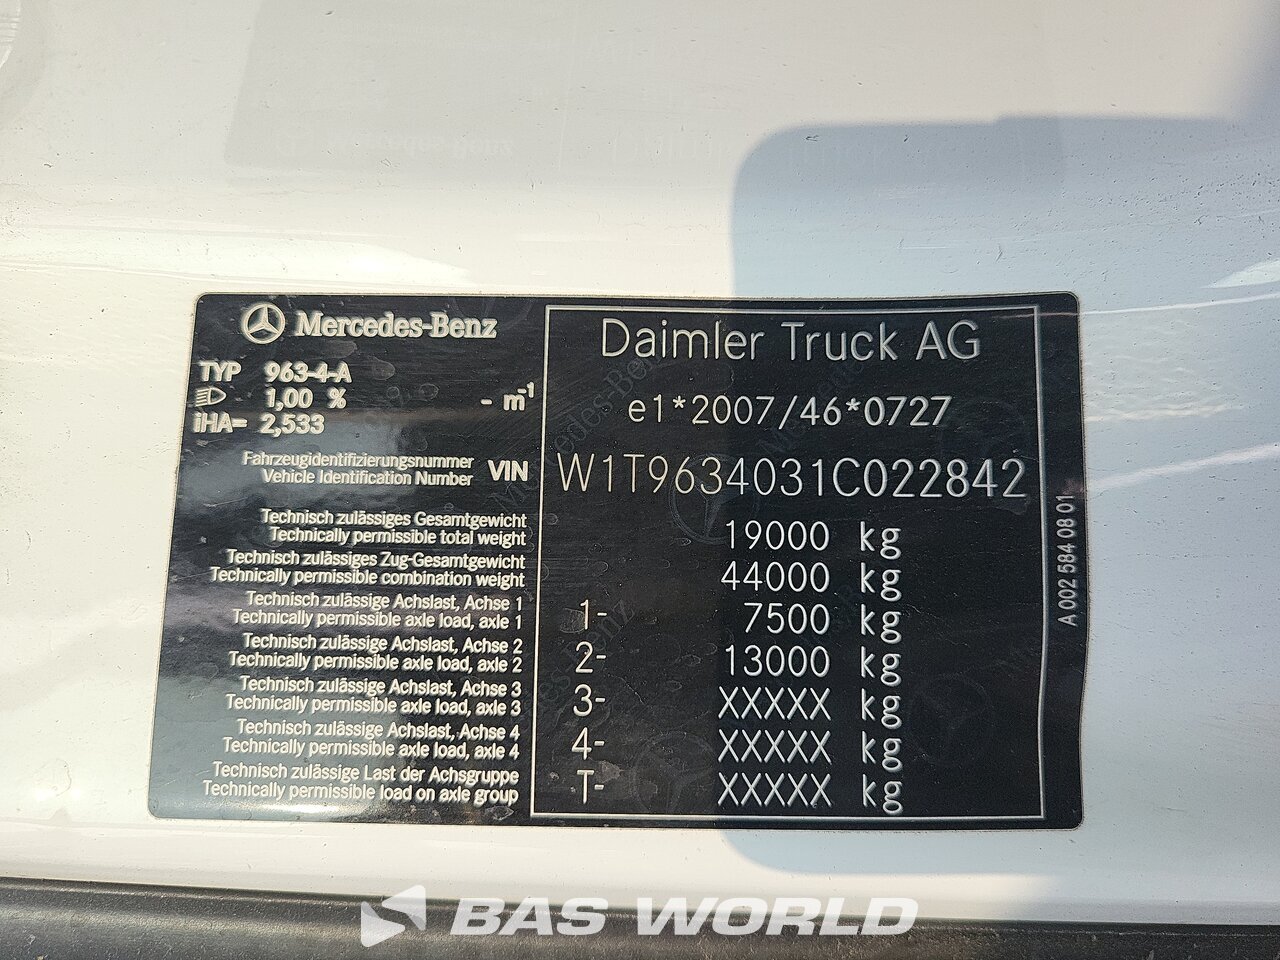 Mercedes-Benz
TYP 963-4-A
1,00 % - m⁻¹
iHA= 2,533
Daimler Truck AG
e1*2007/46*0727
Fahrzeugidentifizierungsnummer
Vehicle Identification Number VIN W1T9634031C022842
Technisch zulässiges Gesamtgewicht
Technically permissible total weight 19000 kg
Technisch zulässiges Zug-Gesamtgewicht
Technically permissible combination weight 44000 kg
Technisch zulässige Achslast, Achse 1
Technically permissible axle load, axle 1 1- 7500 kg
Technisch zulässige Achslast, Achse 2
Technically permissible axle load, axle 2 2- 13000 kg
Technisch zulässige Achslast, Achse 3
Technically permissible axle load, axle 3 3- XXXXX kg
Technisch zulässige Achslast, Achse 4
Technically permissible axle load, axle 4 4- XXXXX kg
Technisch zulässige Last der Achsgruppe
Technically permissible load on axle group T- XXXXX kg
A 002 584 08 01
BAS WORLD